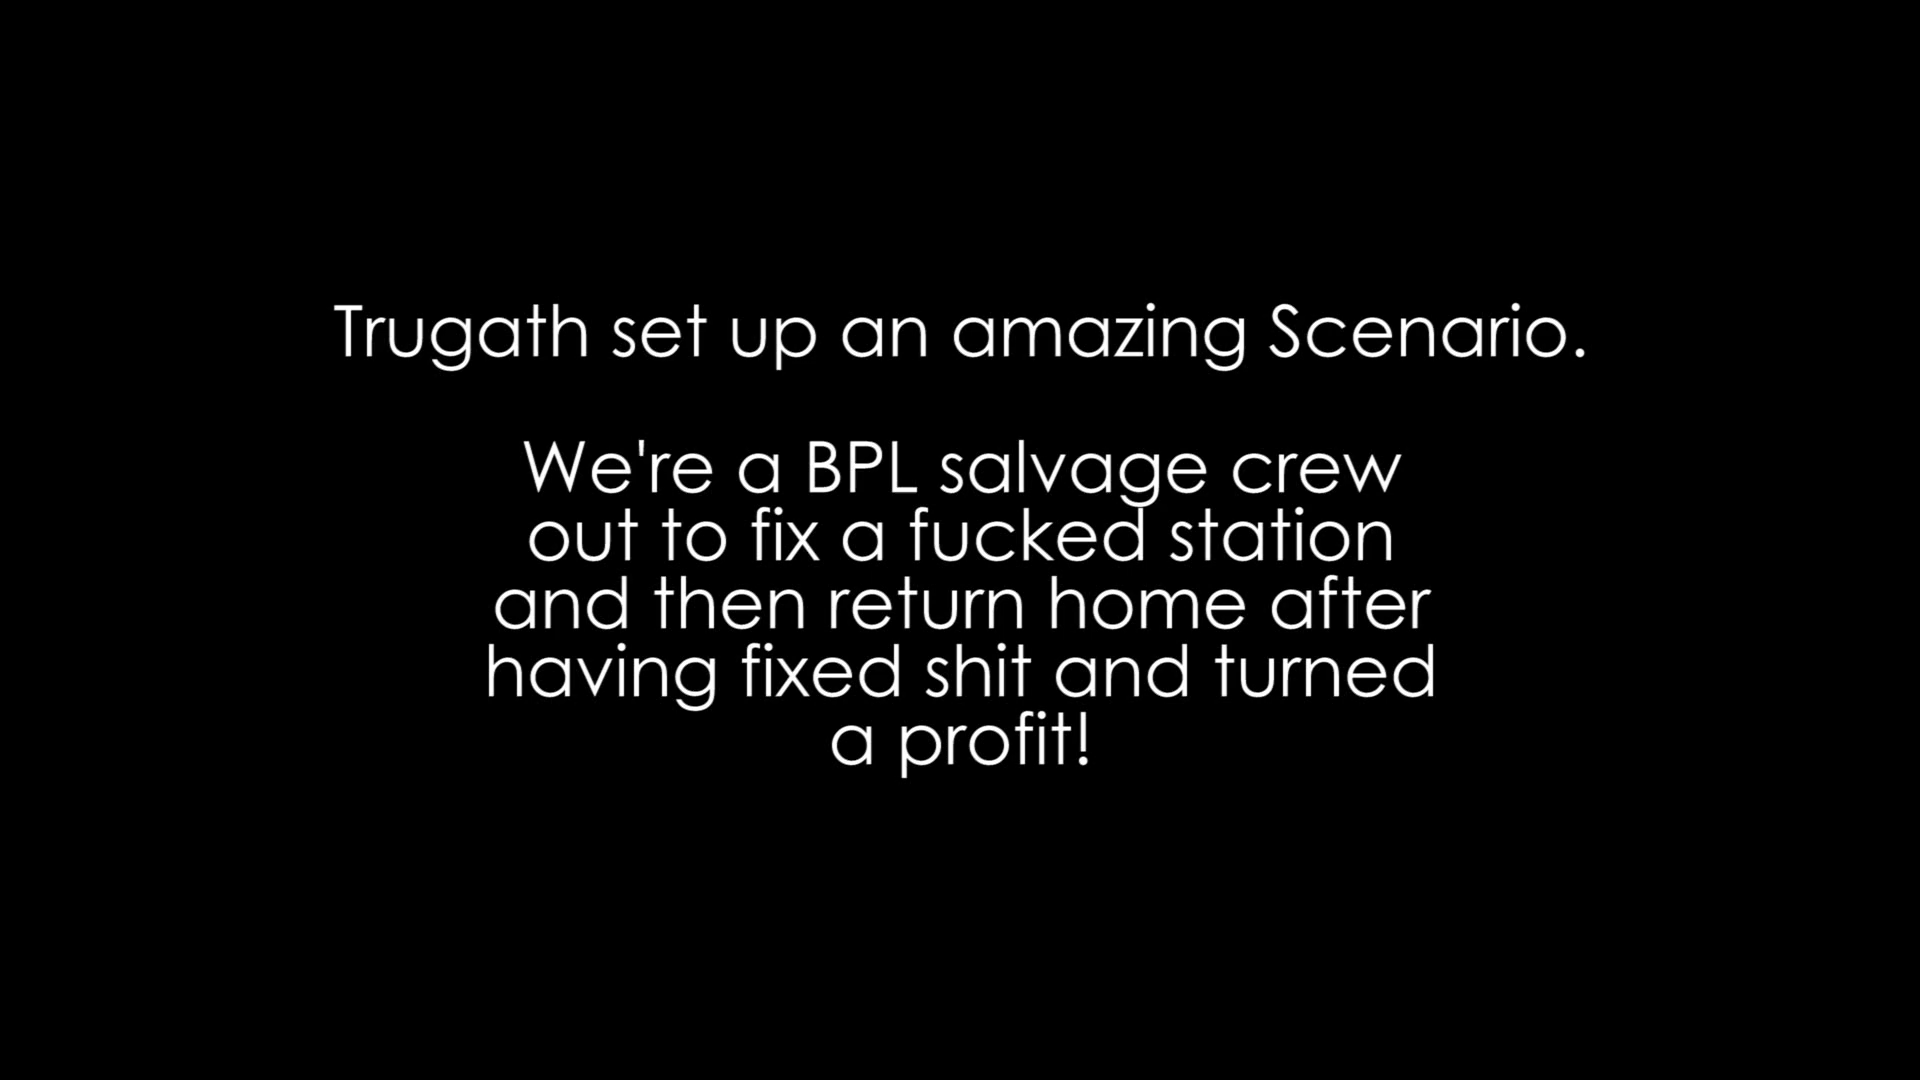 Trugath set up an amazing Scenario.
We're a BPL salvage crew
out to fix a fucked station
and then return home after
having fixed shit and turned
a profit!